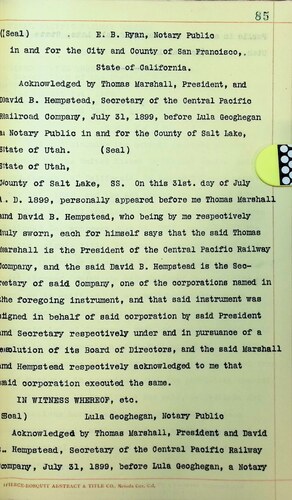 85
(Seal) E. B. Ryan, Notary Public
in and for the City and County of San Francisco,.
State of California.
Acknowledged by Thomas Marshall, President, and
David B. Hempstead, Secretary of the Central Pacific
Railroad Company, July 31, 1899, before Lula Geoghegan
a Notary Public in and for the County of Salt Lake,
State of Utah. (Seal)
State of Utah,
County of Salt Lake, SS. On this 31st. day of July
A. D. 1899, personally appeared before me Thomas Marshall
and David B. Hempstead, who being by me respectively
duly sworn, each for himself says that the said Thomas
Marshall is the President of the Central Pacific Railway
Company, and the said David B. Hempstead is the Sec-
retary of said Company, one of the corporations named in
the foregoing instrument, and that said instrument was
signed in behalf of said corporation by said President
and Secretary respectively under and in pursuance of a
resolution of its Board of Directors, and the said Marshall
and Hempstead respectively acknowledged to me that
said corporation executed the same.
IN WITNESS WHEREOF, etc.
(Seal) Lula Geoghegan, Notary Public
Acknowledged by Thomas Marshall, President and David
B. Hempstead, Secretary of the Central Pacific Railway
Company, July 31, 1899, before Lula Geoghegan, a Notary
ABSTRACT & TITLE CO.